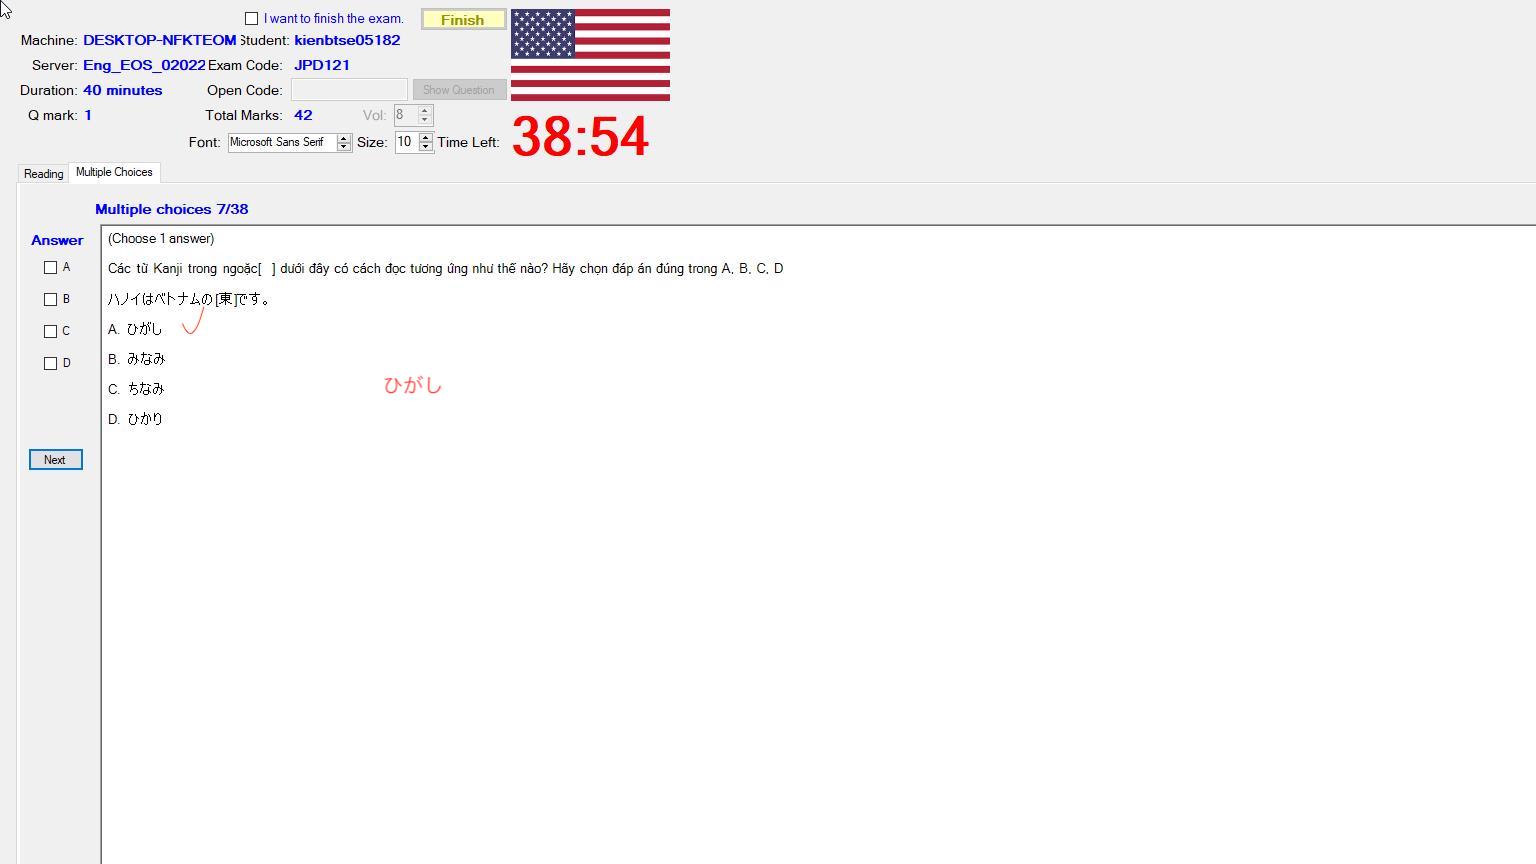 I want to finish the exam.
Finish
Machine: DESKTOP-NFKTEOM Student: kienbtse05182
Server: Eng_EOS_02022 Exam Code: JPD121
Duration: 40 minutes Open Code: Show Question
Q mark: 1 Total Marks: 42 Vol: 8
Font: Microsoft Sans Serif Size: 10 Time Left: 38:54
Reading Multiple Choices
Multiple choices 7/38
Answer
A
B
C
D
Next
(Choose 1 answer)
Các từ Kanji trong ngoặc[ ] dưới đây có cách đọc tương ứng như thế nào? Hãy chọn đáp án đúng trong A, B, C, D
ハノイはベトナムの[東]です。
A. ひがし
B. みなみ
C. ちなみ
D. ひかり
ひがし